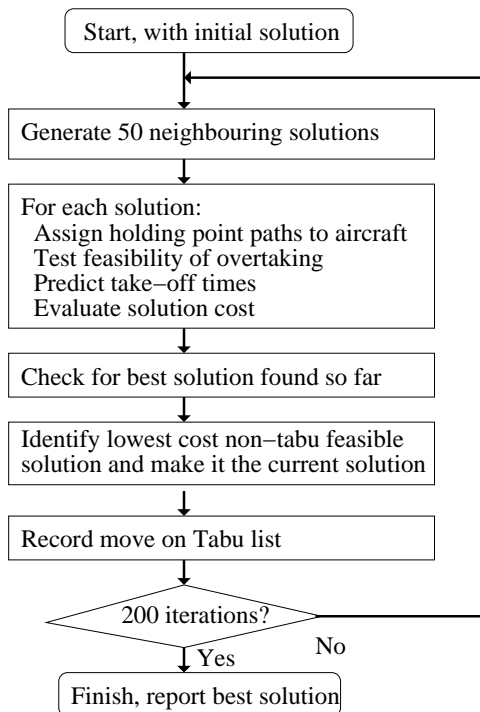 Start, with initial solution
Generate 50 neighbouring solutions
For each solution:
Assign holding point paths to aircraft
Test feasibility of overtaking
Predict take−off times
Evaluate solution cost
Check for best solution found so far
Identify lowest cost non−tabu feasible
solution and make it the current solution
Record move on Tabu list
200 iterations?
No
Yes
Finish, report best solution